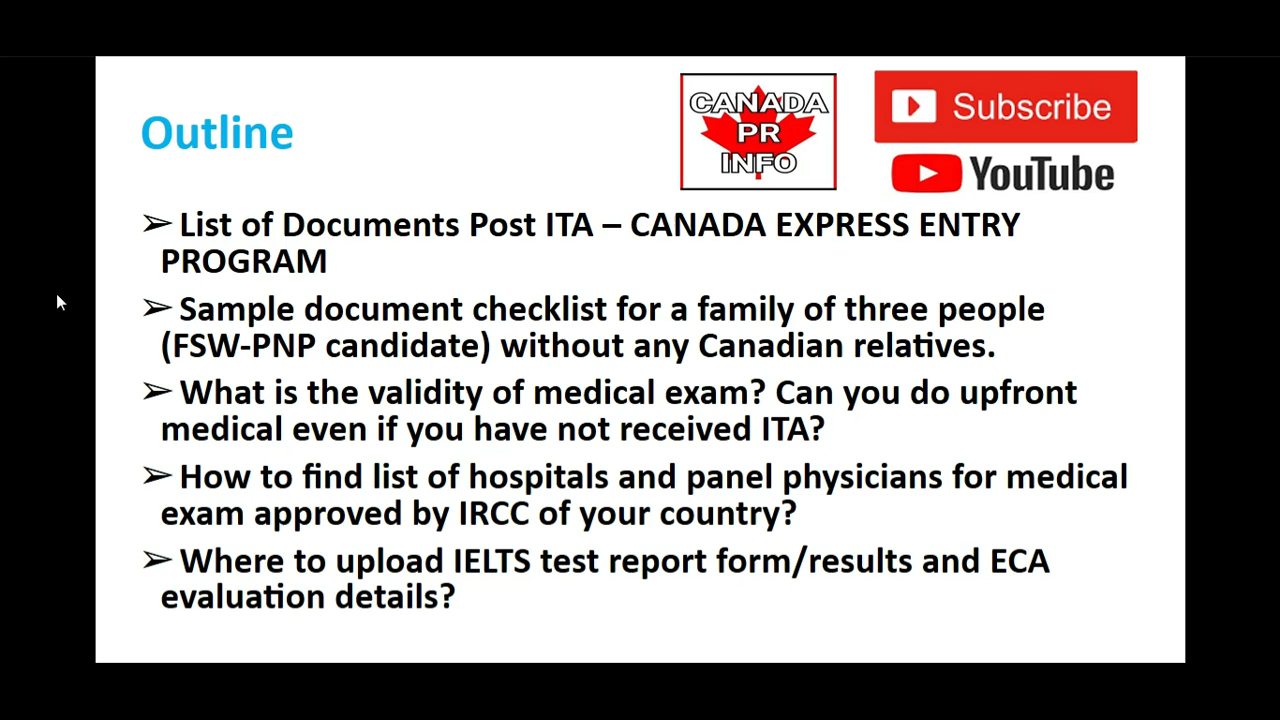 CANADA
PR
INFO
Subscribe
YouTube
Outline
➢ List of Documents Post ITA – CANADA EXPRESS ENTRY
PROGRAM
➢ Sample document checklist for a family of three people
(FSW-PNP candidate) without any Canadian relatives.
➢ What is the validity of medical exam? Can you do upfront
medical even if you have not received ITA?
➢ How to find list of hospitals and panel physicians for medical
exam approved by IRCC of your country?
➢ Where to upload IELTS test report form/results and ECA
evaluation details?